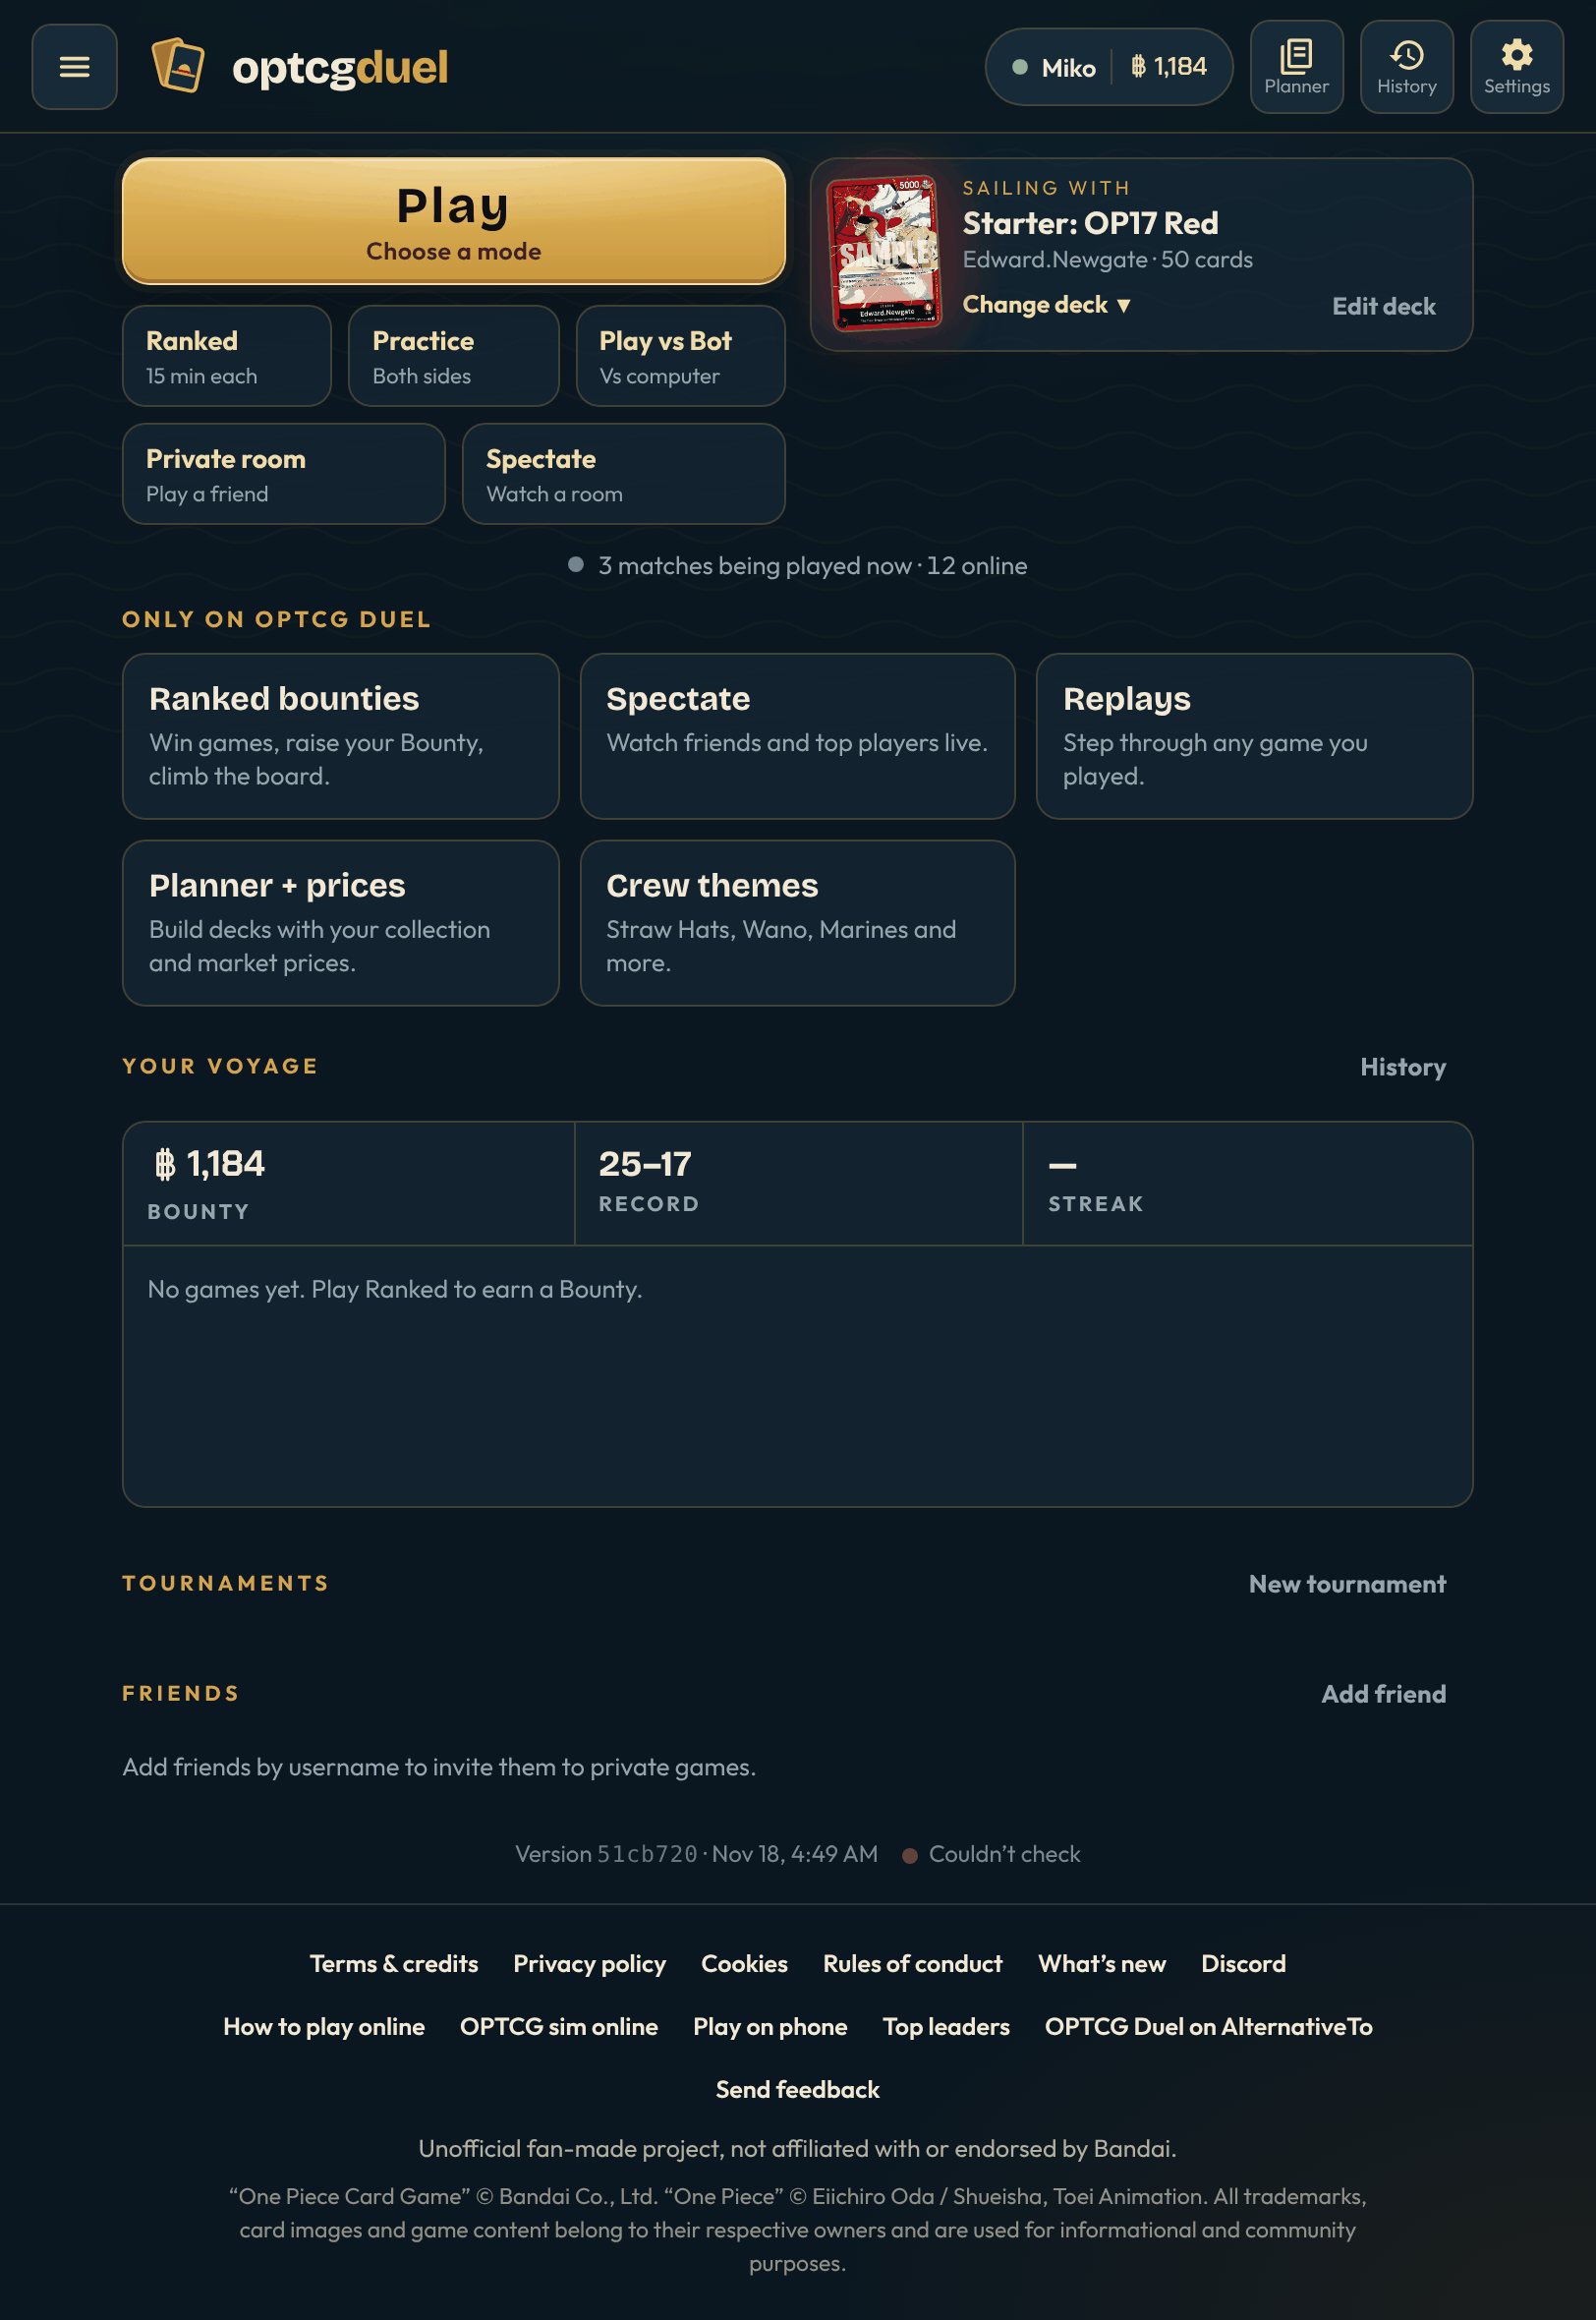 optcgduel
Miko ฿ 1,184
Planner
History
Settings
Play
Choose a mode
5000
SAMPLE
Edward.Newgate
SAILING WITH
Starter: OP17 Red
Edward.Newgate · 50 cards
Change deck ▼
Edit deck
Ranked
15 min each
Practice
Both sides
Play vs Bot
Vs computer
Private room
Play a friend
Spectate
Watch a room
3 matches being played now · 12 online
ONLY ON OPTCG DUEL
Ranked bounties
Win games, raise your Bounty,
climb the board.
Spectate
Watch friends and top players live.
Replays
Step through any game you
played.
Planner + prices
Build decks with your collection
and market prices.
Crew themes
Straw Hats, Wano, Marines and
more.
YOUR VOYAGE
History
฿ 1,184
BOUNTY
25–17
RECORD
—
STREAK
No games yet. Play Ranked to earn a Bounty.
TOURNAMENTS
New tournament
FRIENDS
Add friend
Add friends by username to invite them to private games.
Version 51cb720 · Nov 18, 4:49 AM Couldn’t check
Terms & credits Privacy policy Cookies Rules of conduct What’s new Discord
How to play online OPTCG sim online Play on phone Top leaders OPTCG Duel on AlternativeTo
Send feedback
Unofficial fan-made project, not affiliated with or endorsed by Bandai.
“One Piece Card Game” © Bandai Co., Ltd. “One Piece” © Eiichiro Oda / Shueisha, Toei Animation. All trademarks,
card images and game content belong to their respective owners and are used for informational and community
purposes.